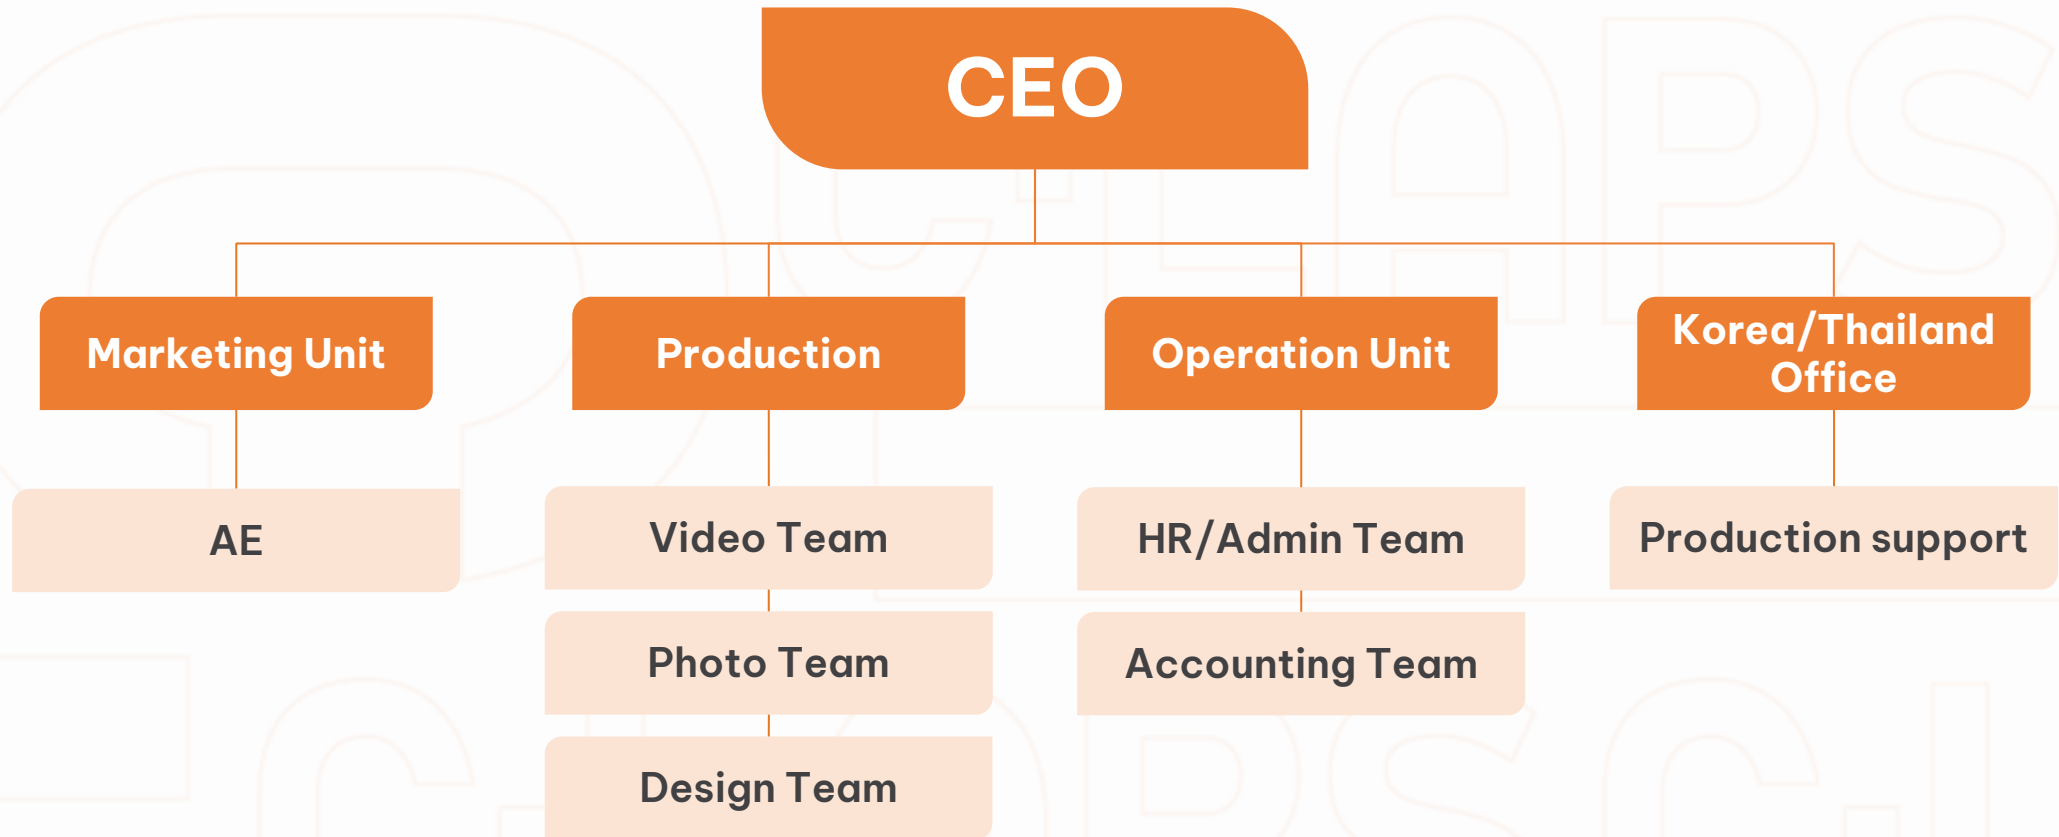 CEO
Marketing Unit
Production
Operation Unit
Korea/Thailand
Office
AE
Video Team
HR/Admin Team
Production support
Photo Team
Accounting Team
Design Team